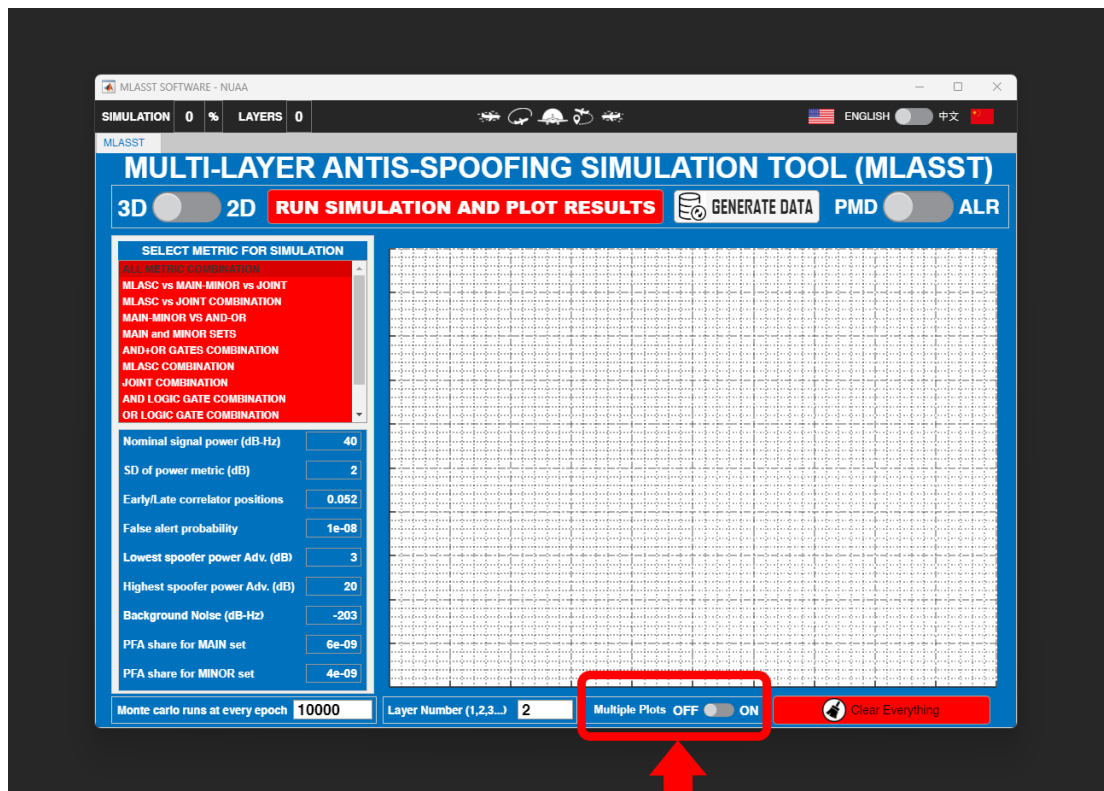 MLASST SOFTWARE - NUAA
SIMULATION 0 % LAYERS 0 ENGLISH 中文
MLASST
MULTI-LAYER ANTIS-SPOOFING SIMULATION TOOL (MLASST)
3D 2D RUN SIMULATION AND PLOT RESULTS GENERATE DATA PMD ALR
SELECT METRIC FOR SIMULATION
ALL METRIC COMBINATION
MLASC vs MAIN-MINOR vs JOINT
MLASC vs JOINT COMBINATION
MAIN-MINOR VS AND-OR
MAIN and MINOR SETS
AND+OR GATES COMBINATION
MLASC COMBINATION
JOINT COMBINATION
AND LOGIC GATE COMBINATION
OR LOGIC GATE COMBINATION
Nominal signal power (dB-Hz) 40
SD of power metric (dB) 2
Early/Late correlator positions 0.052
False alert probability 1e-08
Lowest spoofer power Adv. (dB) 3
Highest spoofer power Adv. (dB) 20
Background Noise (dB-Hz) -203
PFA share for MAIN set 6e-09
PFA share for MINOR set 4e-09
Monte carlo runs at every epoch 10000 Layer Number (1,2,3...) 2 Multiple Plots OFF ON Clear Everything